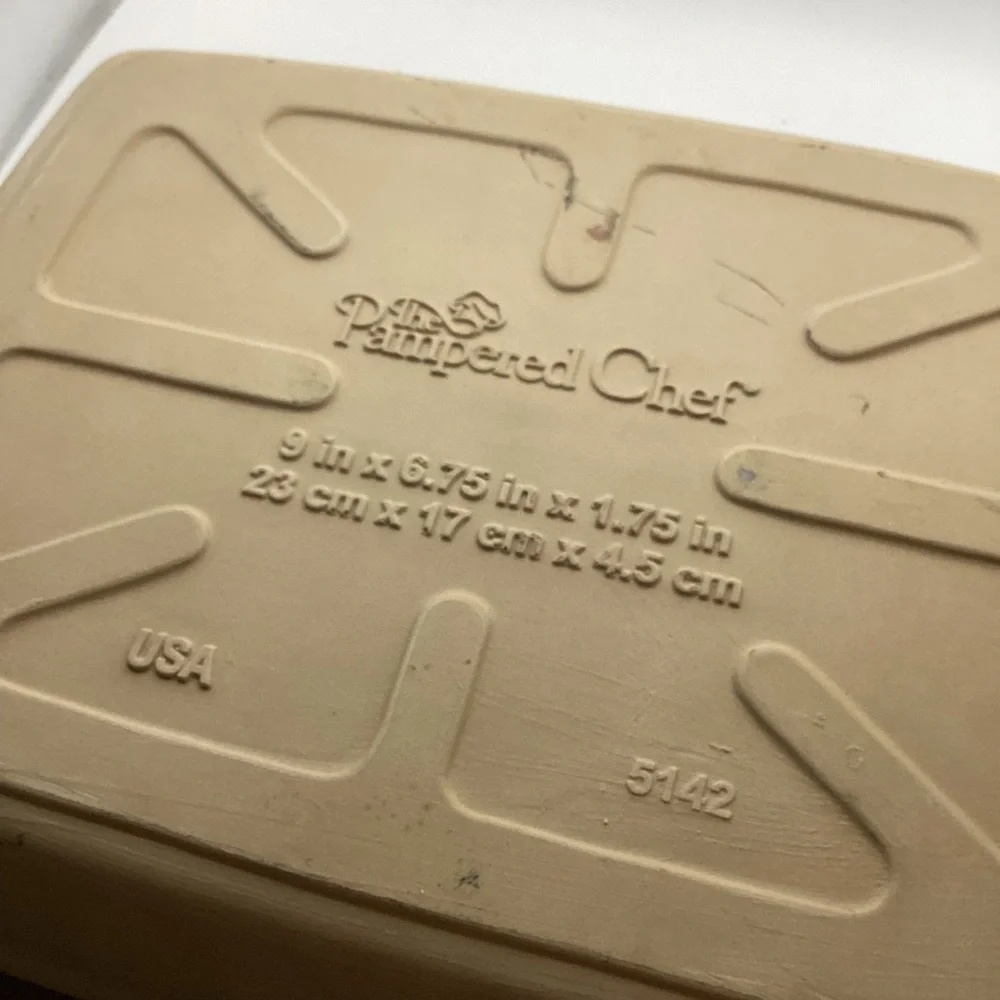 The
Pampered Chef™
9 in x 6.75 in x 1.75 in
23 cm x 17 cm x 4.5 cm
USA
5142